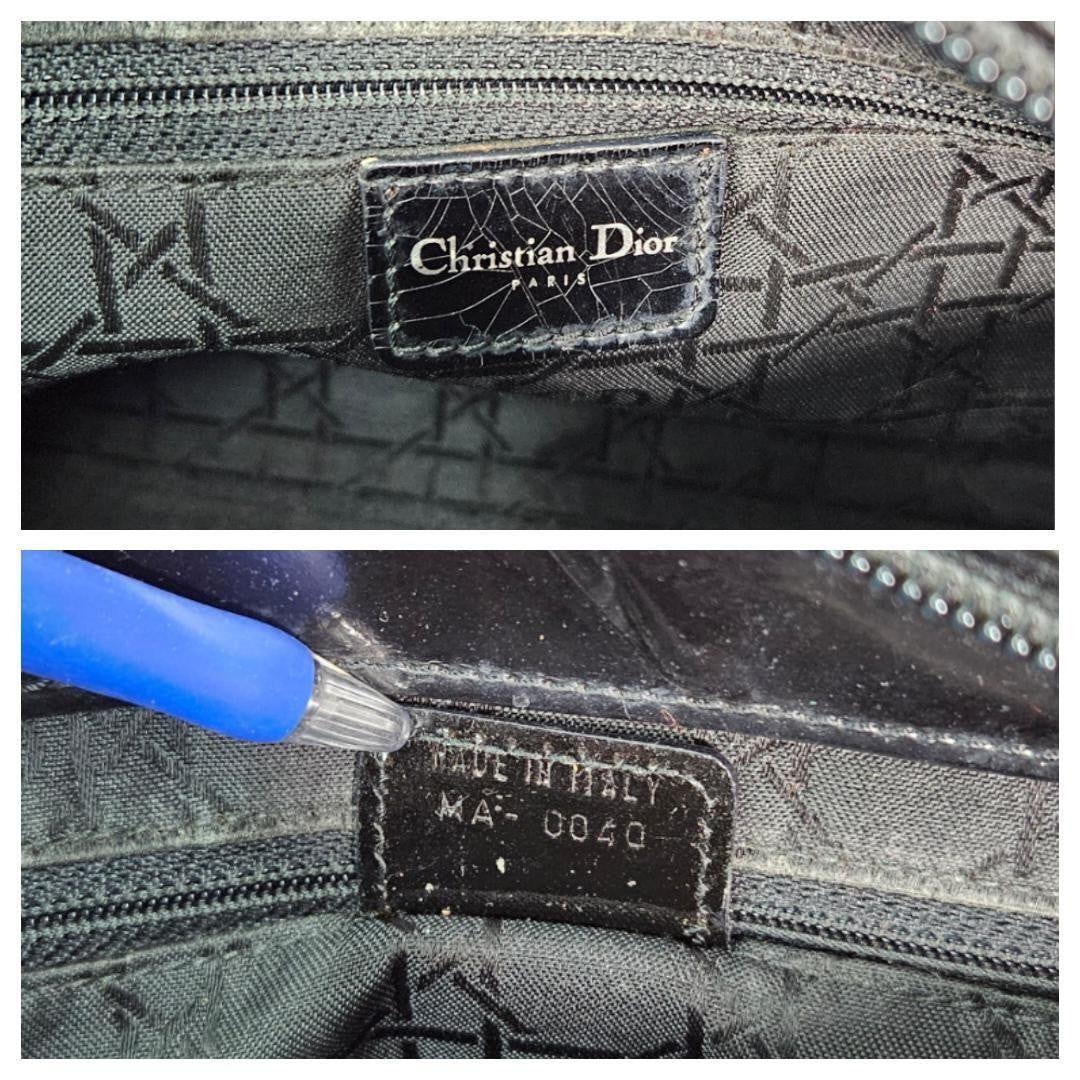 Christian Dior
PARIS
MADE IN ITALY
MA-0040